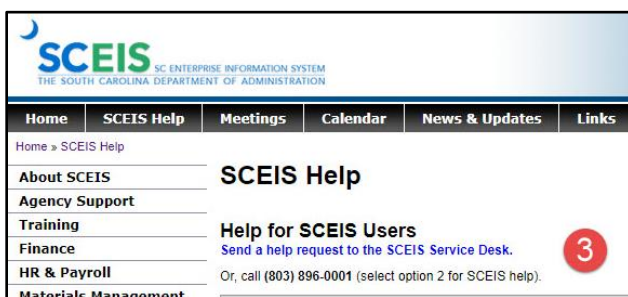 SCEIS SC ENTERPRISE INFORMATION SYSTEM
THE SOUTH CAROLINA DEPARTMENT OF ADMINISTRATION
Home SCEIS Help Meetings Calendar News & Updates Links
Home » SCEIS Help
About SCEIS
Agency Support
Training
Finance
HR & Payroll
Materials Management
SCEIS Help
Help for SCEIS Users
Send a help request to the SCEIS Service Desk.
3
Or, call (803) 896-0001 (select option 2 for SCEIS help).